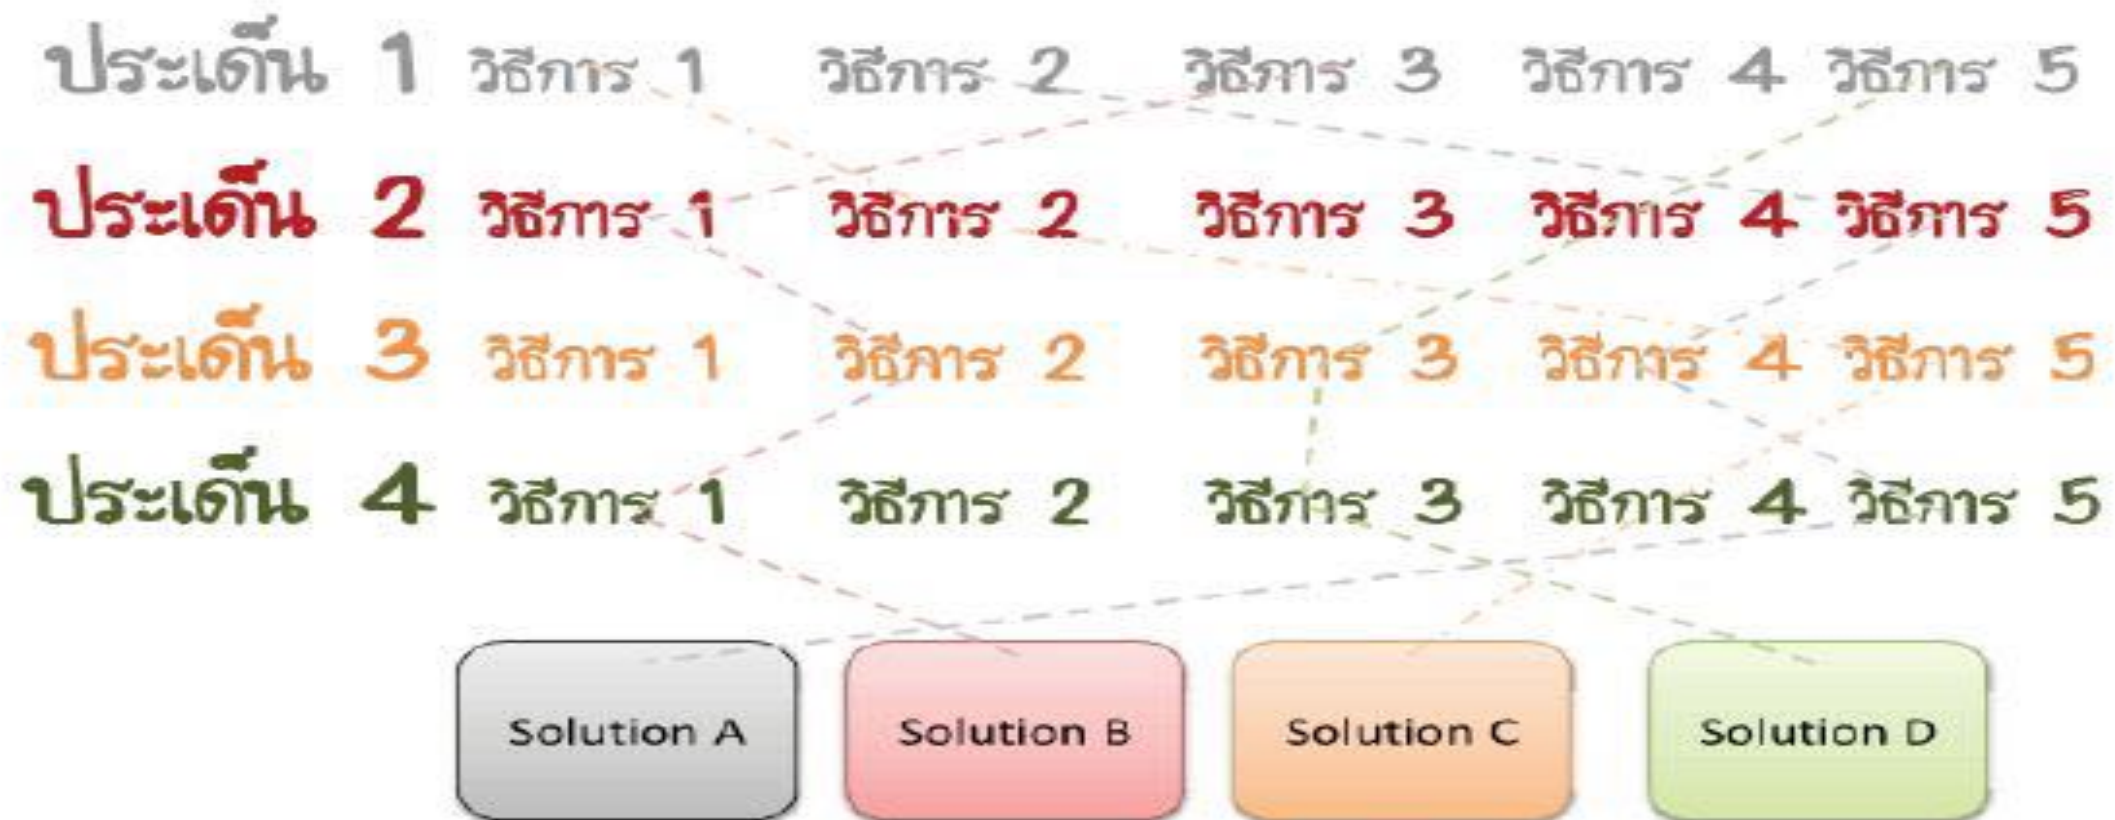 ประเด็น 1 วิธีการ 1 วิธีการ 2 วิธีการ 3 วิธีการ 4 วิธีการ 5
ประเด็น 2 วิธีการ 1 วิธีการ 2 วิธีการ 3 วิธีการ 4 วิธีการ 5
ประเด็น 3 วิธีการ 1 วิธีการ 2 วิธีการ 3 วิธีการ 4 วิธีการ 5
ประเด็น 4 วิธีการ 1 วิธีการ 2 วิธีการ 3 วิธีการ 4 วิธีการ 5
Solution A Solution B Solution C Solution D